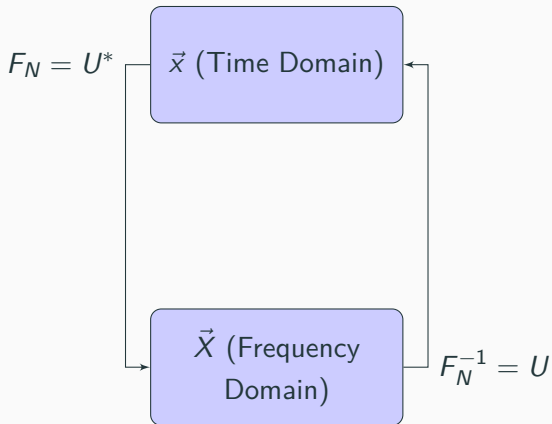 F_N = U*
x⃗ (Time Domain)
X⃗ (Frequency
Domain)
F_N^{-1} = U